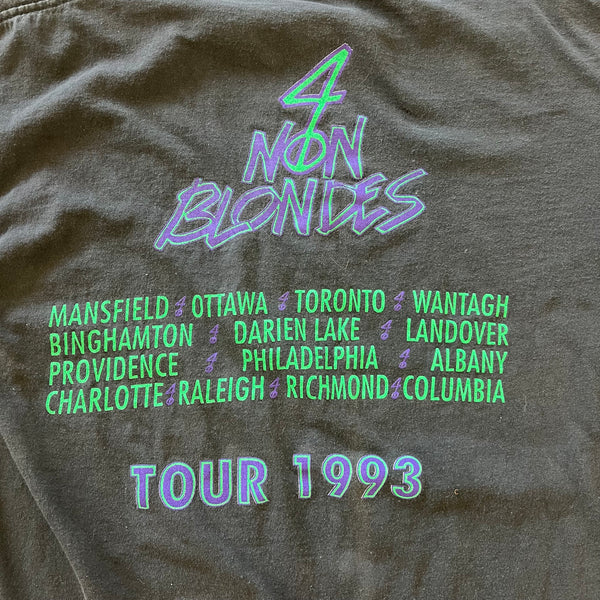 4
NON
BLONDES
MANSFIELD OTTAWA TORONTO WANTAGH
BINGHAMTON DARIEN LAKE LANDOVER
PROVIDENCE PHILADELPHIA ALBANY
CHARLOTTE RALEIGH RICHMOND COLUMBIA
TOUR 1993